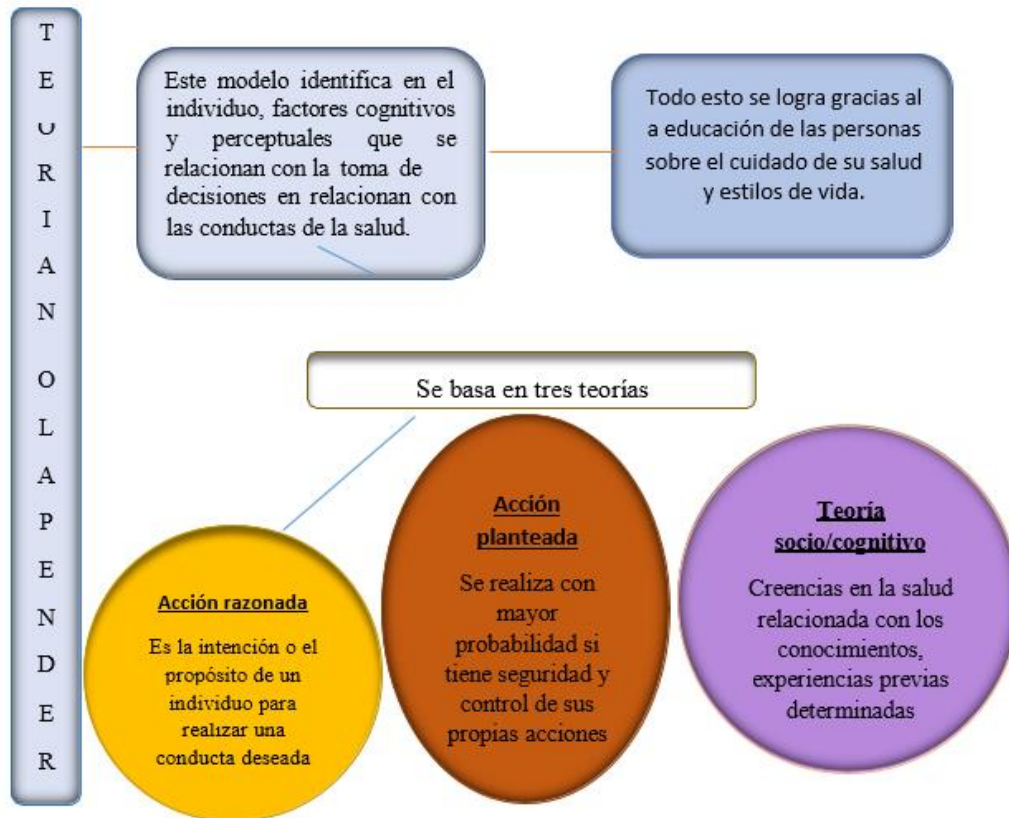 TEORIAN OLAPENDER
Este modelo identifica en el
individuo, factores cognitivos
y perceptuales que se
relacionan con la toma de
decisiones en relacionan con
las conductas de la salud.
Todo esto se logra gracias al
a educación de las personas
sobre el cuidado de su salud
y estilos de vida.
Se basa en tres teorías
Acción razonada
Es la intención o el
propósito de un
individuo para
realizar una
conducta deseada
Acción
planteada
Se realiza con
mayor
probabilidad si
tiene seguridad y
control de sus
propias acciones
Teoría
socio/cognitivo
Creencias en la salud
relacionada con los
conocimientos,
experiencias previas
determinadas